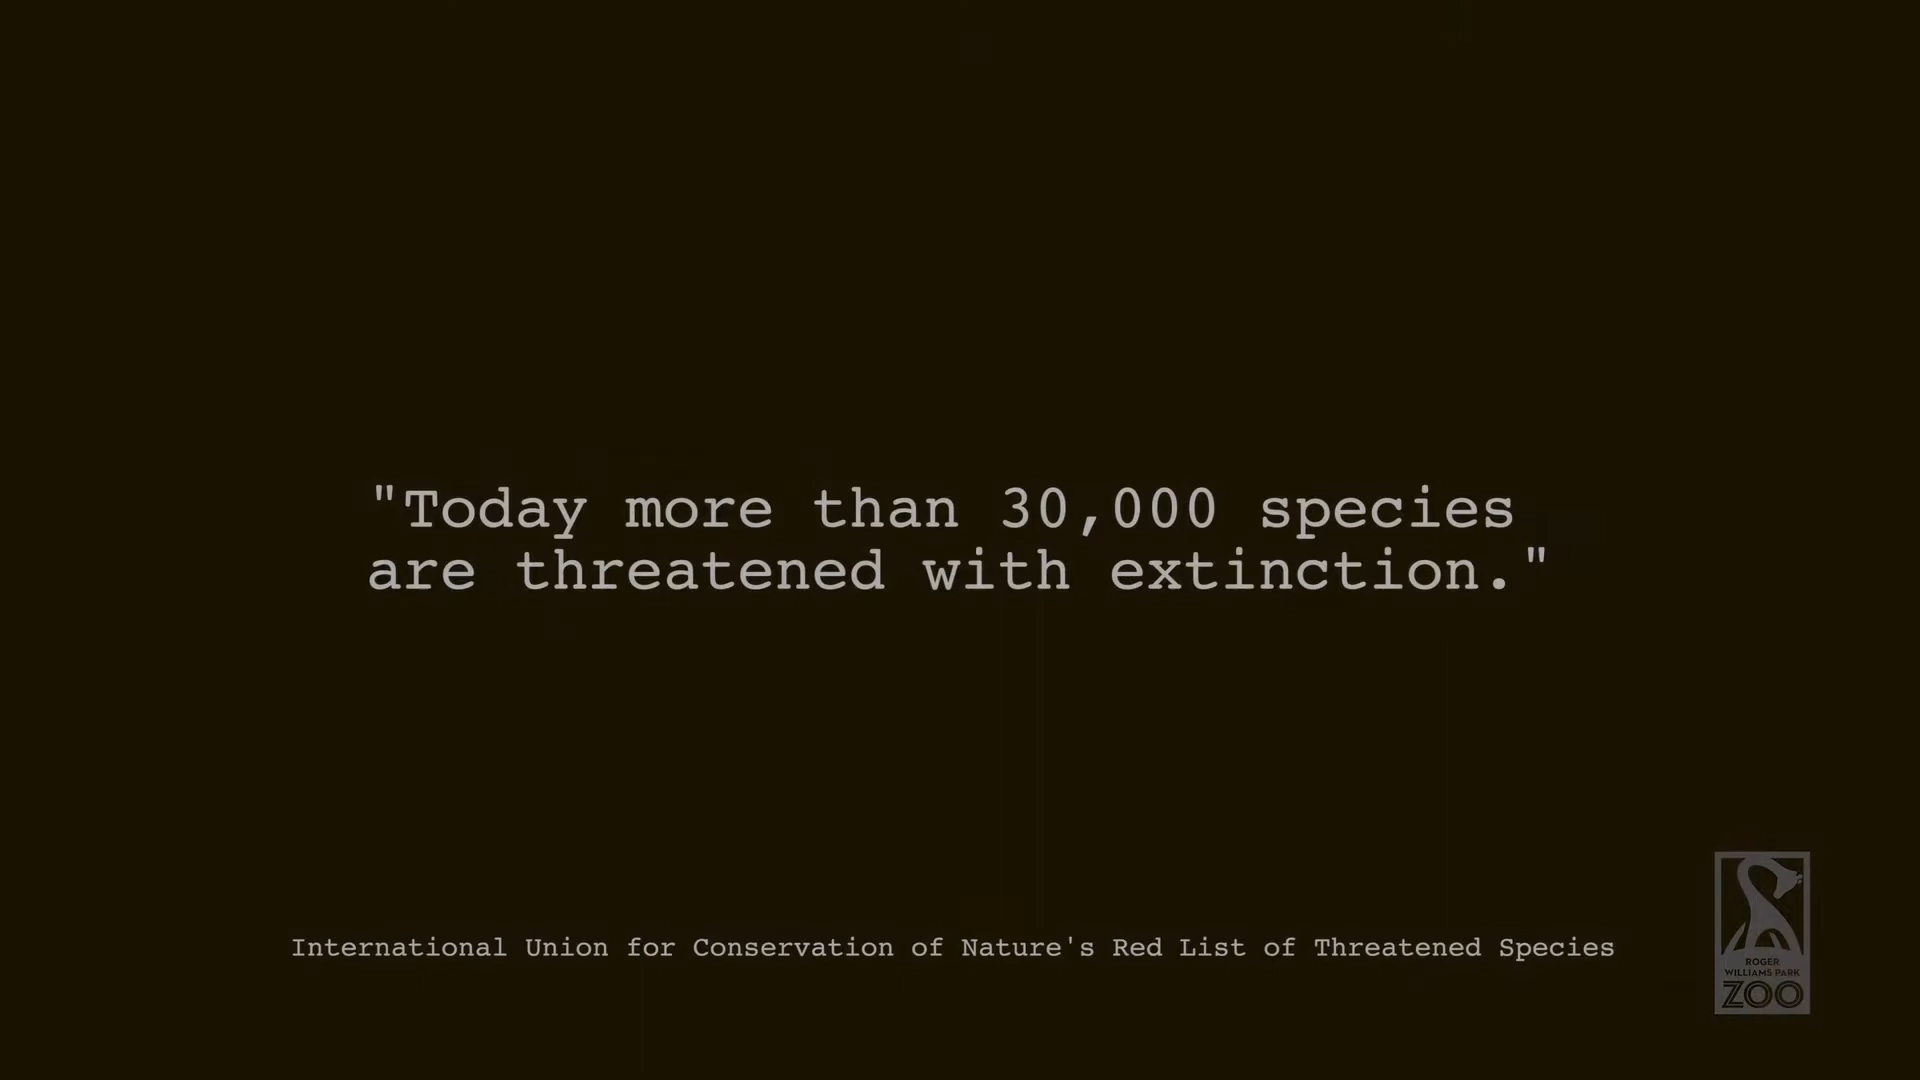 "Today more than 30,000 species
are threatened with extinction."
International Union for Conservation of Nature's Red List of Threatened Species
ROGER
WILLIAMS PARK
ZOO